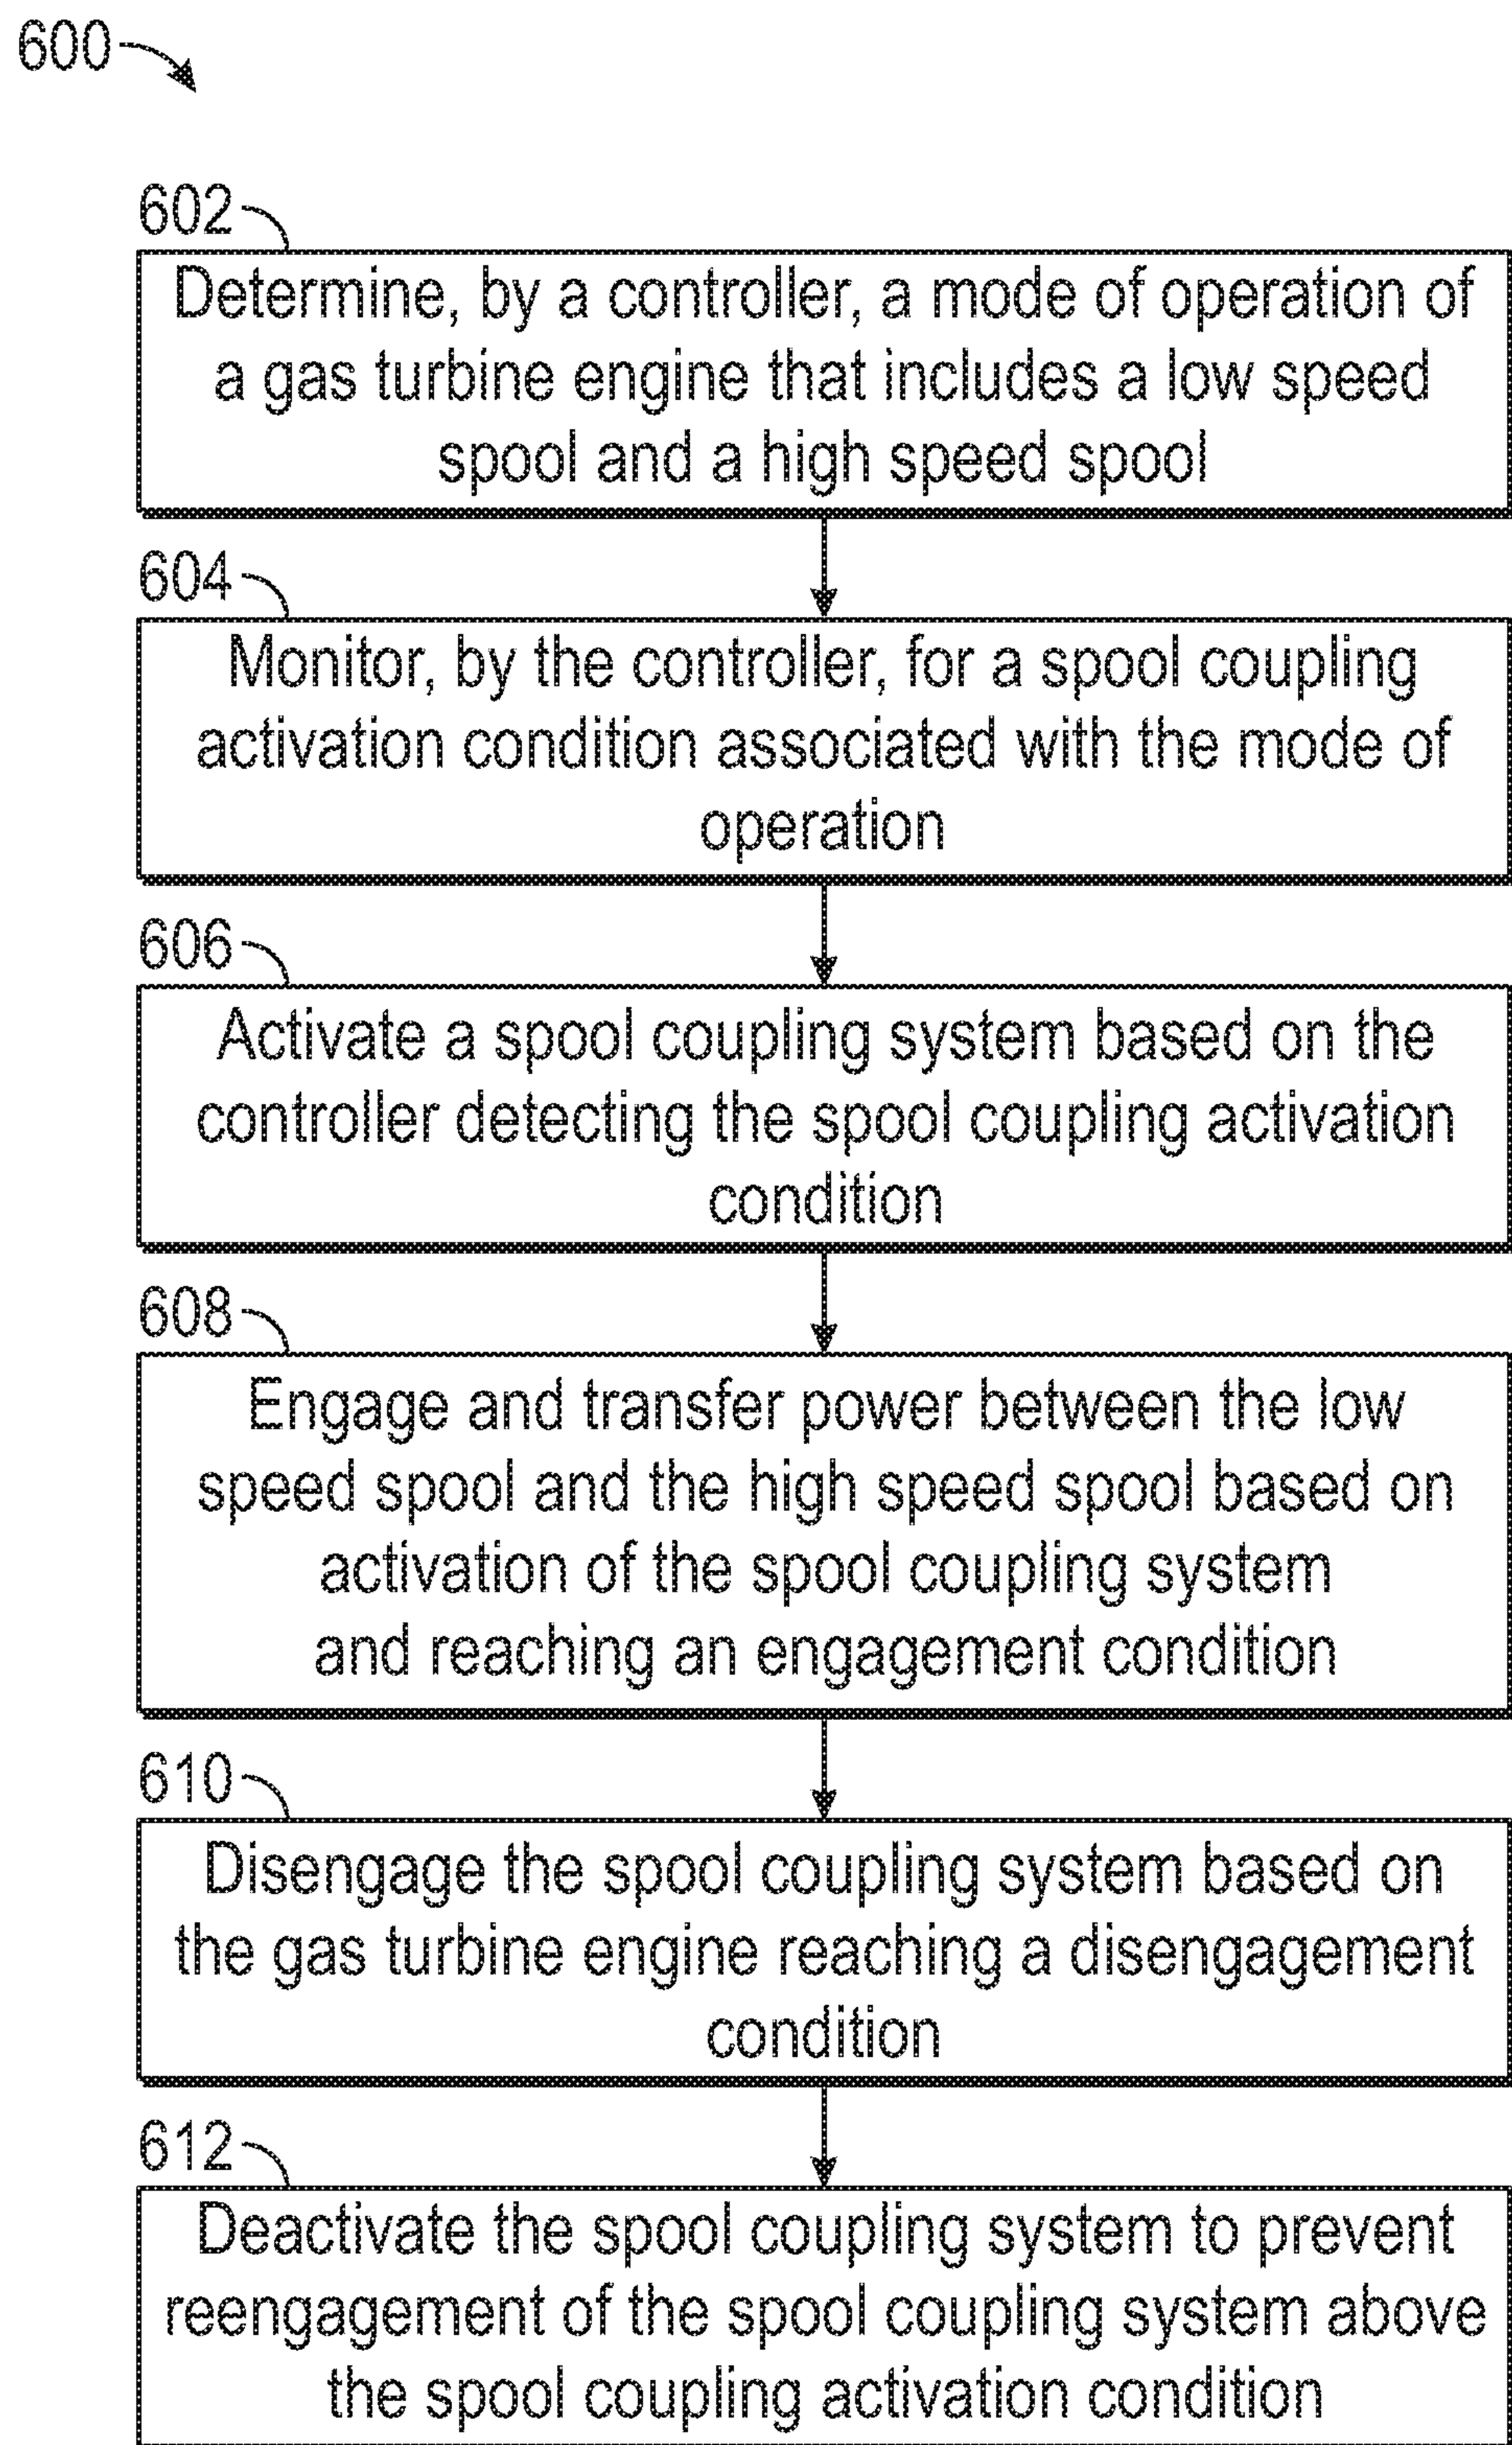 600
602
Determine, by a controller, a mode of operation of
a gas turbine engine that includes a low speed
spool and a high speed spool
604
Monitor, by the controller, for a spool coupling
activation condition associated with the mode of
operation
606
Activate a spool coupling system based on the
controller detecting the spool coupling activation
condition
608
Engage and transfer power between the low
speed spool and the high speed spool based on
activation of the spool coupling system
and reaching an engagement condition
610
Disengage the spool coupling system based on
the gas turbine engine reaching a disengagement
condition
612
Deactivate the spool coupling system to prevent
reengagement of the spool coupling system above
the spool coupling activation condition